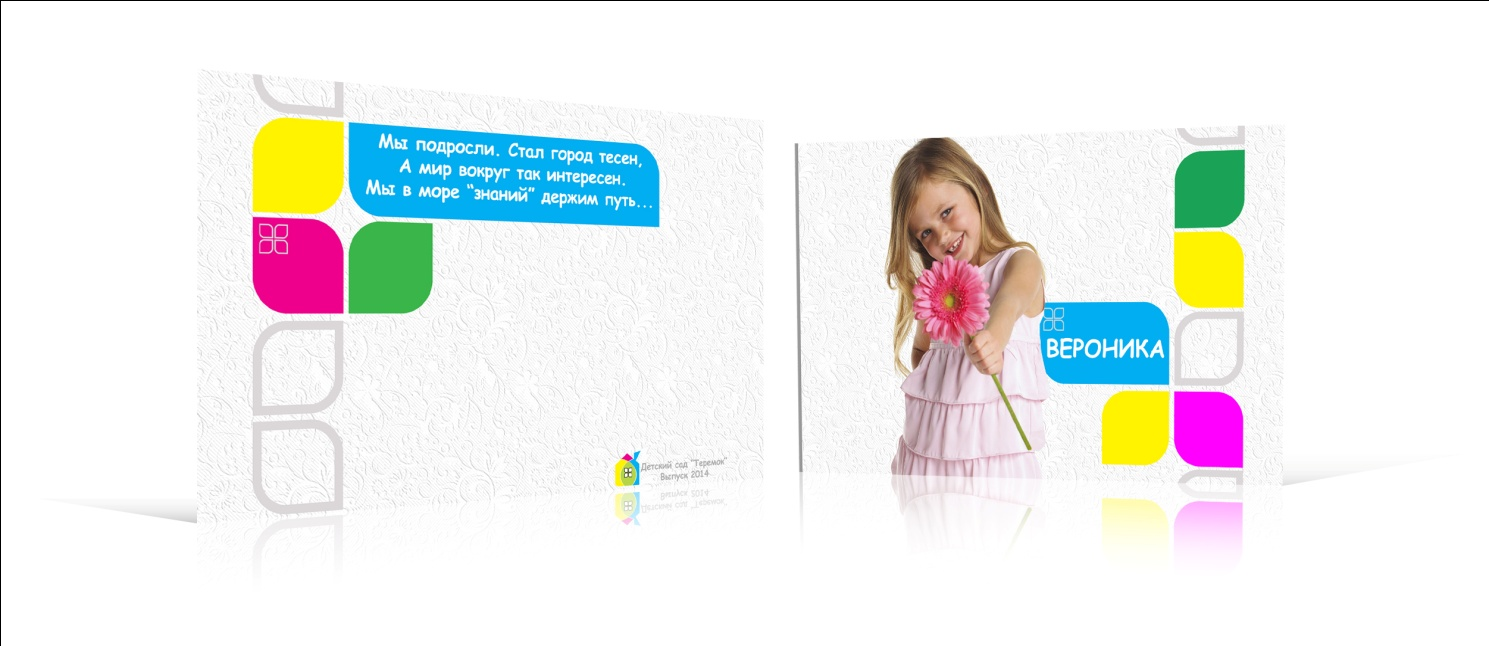 Мы подросли. Стал город тесен,
А мир вокруг так интересен.
Мы в море “знаний” держим путь...
ВЕРОНИКА
Детский сад "Теремок"
Выпуск 2014